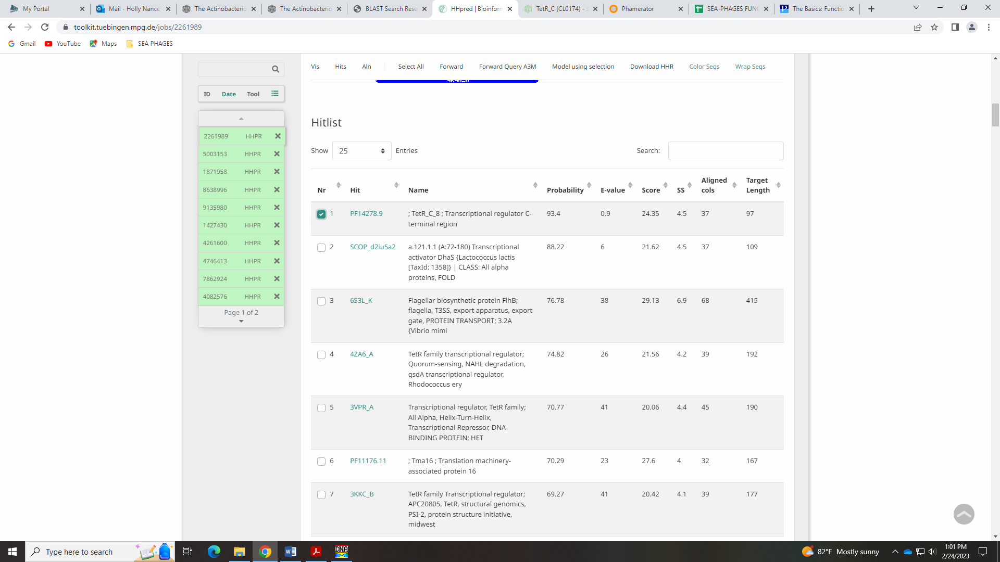 My Portal
Mail - Holly Nance
The Actinobacterio
The Actinobacterio
BLAST Search Resu
HHpred | Bioinform
TetR_C (CL0174) - s
Phamerator
SEA-PHAGES FUNC
The Basics: Functio
toolkit.tuebingen.mpg.de/jobs/2261989
Gmail
YouTube
Maps
SEA PHAGES
Vis Hits Aln Select All Forward Forward Query A3M Model using selection Download HHR Color Seqs Wrap Seqs
ID Date Tool
2261989 HHPR
5003153 HHPR
1871958 HHPR
8638996 HHPR
9135980 HHPR
1427430 HHPR
4261600 HHPR
4746413 HHPR
7862924 HHPR
4082576 HHPR
Page 1 of 2
Hitlist
Show 25 Entries Search:
Nr Hit Name Probability E-value Score SS Aligned cols Target Length
1 PF14278.9 ; TetR_C_8 ; Transcriptional regulator C- 93.4 0.9 24.35 4.5 37 97
terminal region
2 SCOP_d2iu5a2 a.121.1.1 (A:72-180) Transcriptional 88.22 6 21.62 4.5 37 109
activator DhaS {Lactococcus lactis
[TaxId: 1358]} | CLASS: All alpha
proteins, FOLD
3 6S3L_K Flagellar biosynthetic protein FlhB; 76.78 38 29.13 6.9 68 415
flagella, T3SS, export apparatus, export
gate, PROTEIN TRANSPORT; 3.2A
{Vibrio mimi
4 4ZA6_A TetR family transcriptional regulator; 74.82 26 21.56 4.2 39 192
Quorum-sensing, NAHL degradation,
qsdA transcriptional regulator,
Rhodococcus ery
5 3VPR_A Transcriptional regulator, TetR family; 70.77 41 20.06 4.4 45 190
All Alpha, Helix-Turn-Helix,
Transcriptional Repressor, DNA
BINDING PROTEIN; HET
6 PF11176.11 ; Tma16 ; Translation machinery- 70.29 23 27.6 4 32 167
associated protein 16
7 3KKC_B TetR family Transcriptional regulator; 69.27 41 20.42 4.1 39 177
APC20805, TetR, structural genomics,
PSI-2, protein structure initiative,
midwest
Type here to search
DNA
82°F Mostly sunny
1:01 PM
2/24/2023